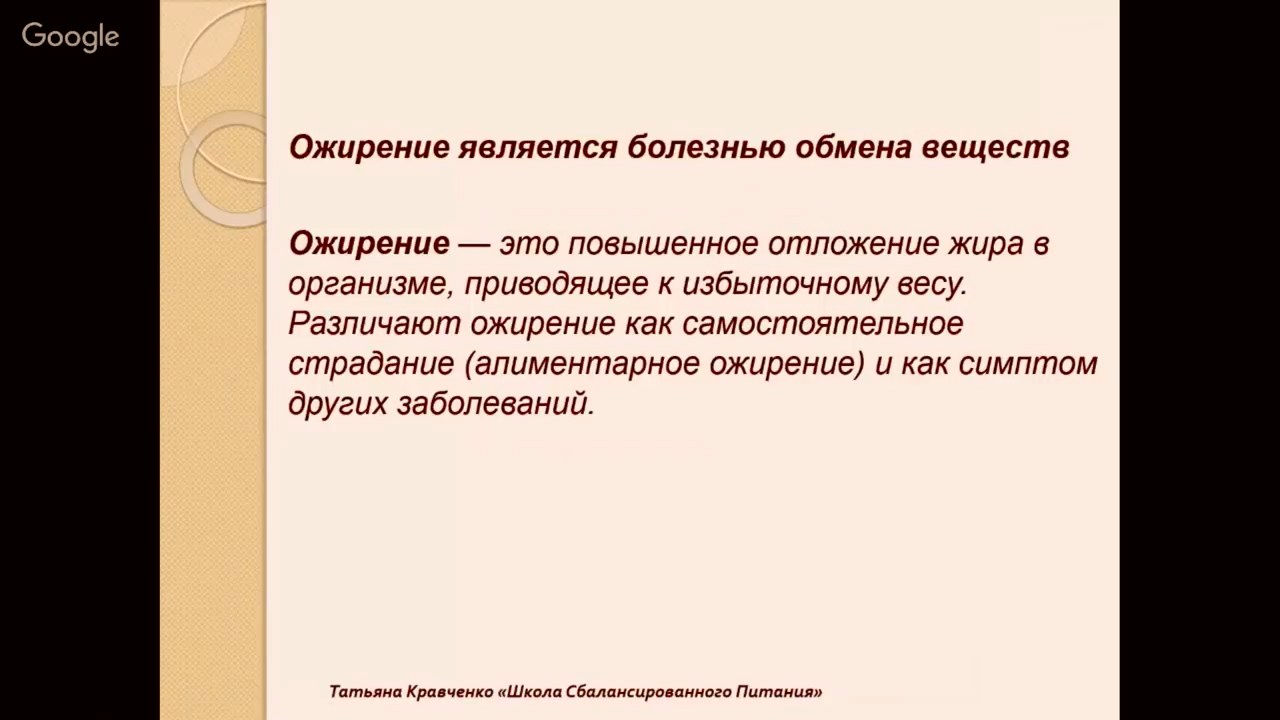 Google
Ожирение является болезнью обмена веществ
Ожирение — это повышенное отложение жира в
организме, приводящее к избыточному весу.
Различают ожирение как самостоятельное
страдание (алиментарное ожирение) и как симптом
других заболеваний.
Татьяна Кравченко «Школа Сбалансированного Питания»